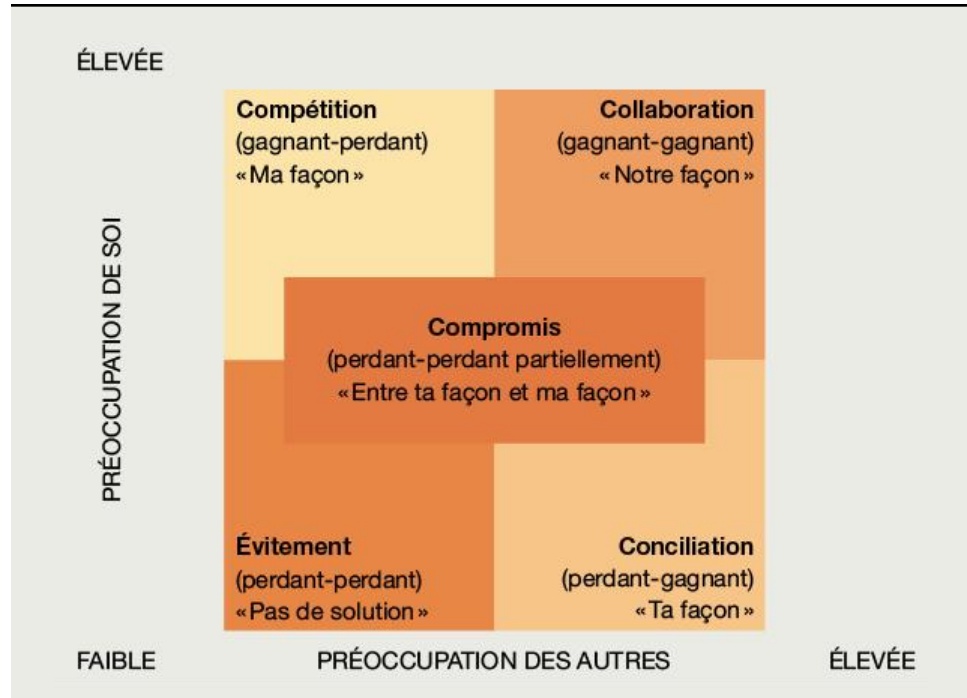 ÉLEVÉE
Compétition
(gagnant-perdant)
«Ma façon»
Collaboration
(gagnant-gagnant)
«Notre façon»
PRÉOCCUPATION DE SOI
Compromis
(perdant-perdant partiellement)
«Entre ta façon et ma façon»
Évitement
(perdant-perdant)
«Pas de solution»
Conciliation
(perdant-gagnant)
«Ta façon»
FAIBLE
PRÉOCCUPATION DES AUTRES
ÉLEVÉE